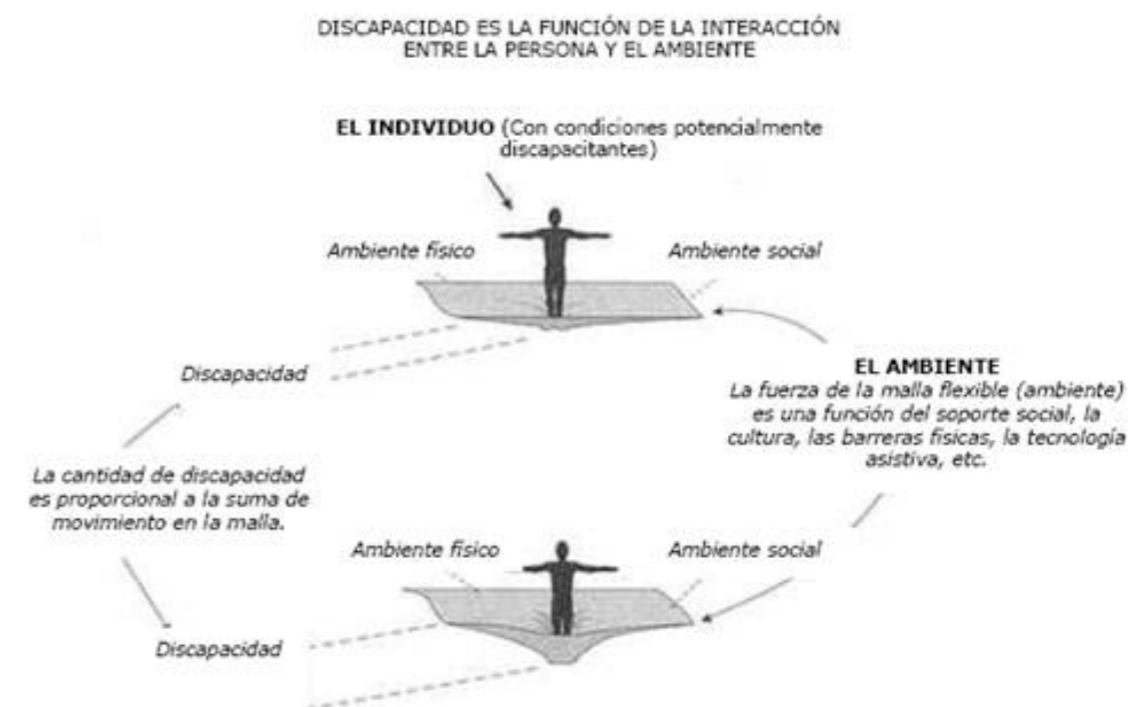 DISCAPACIDAD ES LA FUNCIÓN DE LA INTERACCIÓN
ENTRE LA PERSONA Y EL AMBIENTE
EL INDIVIDUO (Con condiciones potencialmente
discapacitantes)
Ambiente físico
Ambiente social
Discapacidad
EL AMBIENTE
La fuerza de la malla flexible (ambiente)
es una función del soporte social, la
cultura, las barreras físicas, la tecnología
asistiva, etc.
La cantidad de discapacidad
es proporcional a la suma de
movimiento en la malla.
Ambiente físico
Ambiente social
Discapacidad